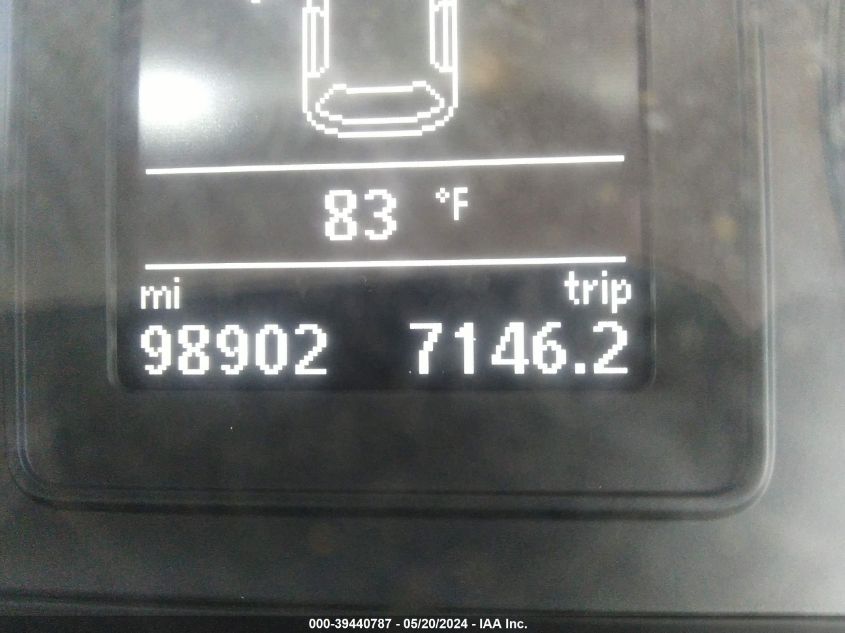 83 °F
mi trip
98902 7146.2
000-39440787 - 05/20/2024 - IAA Inc.